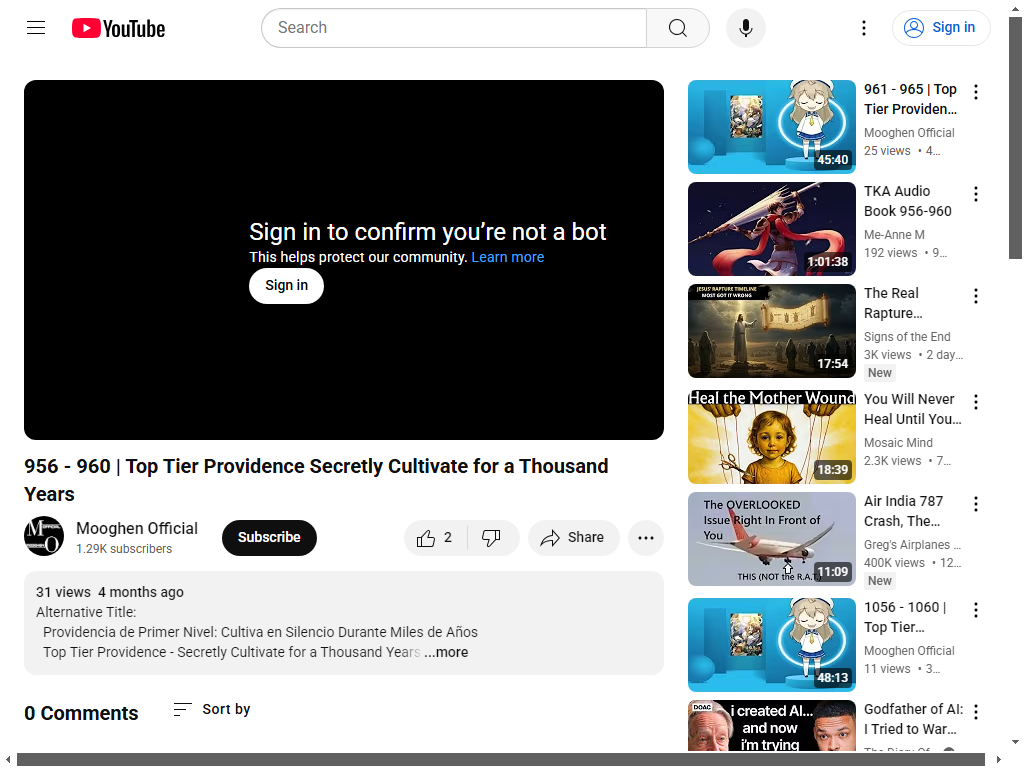 YouTube
Search
Sign in
Sign in to confirm you're not a bot
This helps protect our community. Learn more
Sign in
956 - 960 | Top Tier Providence Secretly Cultivate for a Thousand
Years
Mooghen Official
1.29K subscribers
Subscribe
2
Share
31 views 4 months ago
Alternative Title:
Providencia de Primer Nivel: Cultiva en Silencio Durante Miles de Años
Top Tier Providence - Secretly Cultivate for a Thousand Years ...more
0 Comments
Sort by
45:40
961 - 965 | Top
Tier Providen...
Mooghen Official
25 views • 4...
1:01:38
TKA Audio
Book 956-960
Me-Anne M
192 views • 9...
JESUS' RAPTURE TIMELINE
MOST GOT IT WRONG
17:54
The Real
Rapture...
Signs of the End
3K views • 2 day...
New
Heal the Mother Wound
18:39
You Will Never
Heal Until You...
Mosaic Mind
2.3K views • 7...
The OVERLOOKED
Issue Right In Front of
You
THIS (NOT the R.A.T.)
11:09
Air India 787
Crash, The...
Greg's Airplanes ...
400K views • 12...
New
48:13
1056 - 1060 |
Top Tier...
Mooghen Official
11 views • 3...
DOAC
i created AI...
and now
i'm trying
Godfather of AI:
I Tried to War...